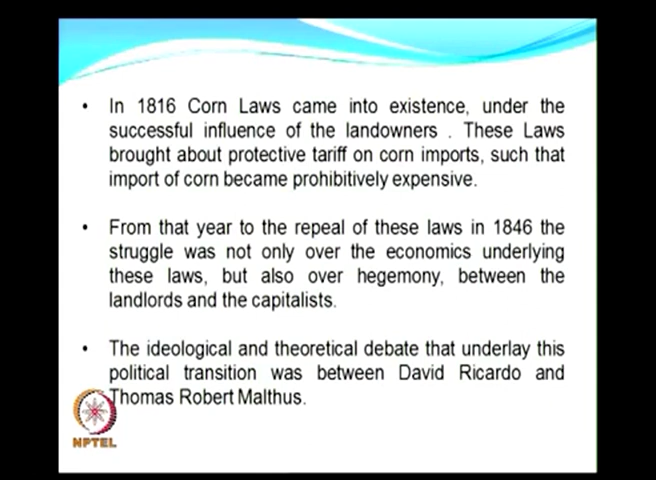 • In 1816 Corn Laws came into existence, under the
successful influence of the landowners . These Laws
brought about protective tariff on corn imports, such that
import of corn became prohibitively expensive.
• From that year to the repeal of these laws in 1846 the
struggle was not only over the economics underlying
these laws, but also over hegemony, between the
landlords and the capitalists.
• The ideological and theoretical debate that underlay this
political transition was between David Ricardo and
Thomas Robert Malthus.
NPTEL